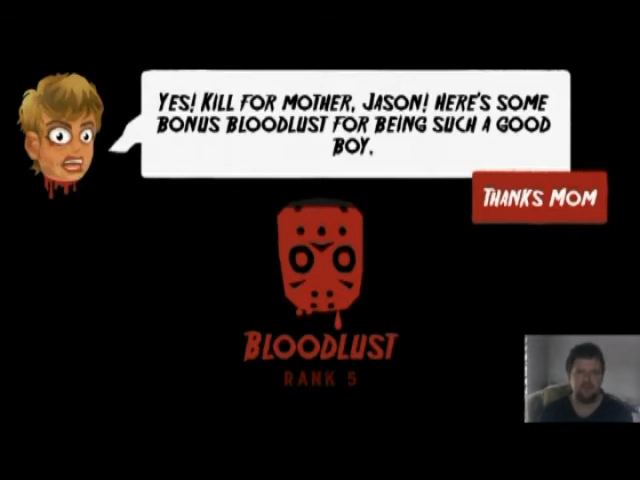 YES! KILL FOR MOTHER, JASON! HERE'S SOME
BONUS BLOODLUST FOR BEING SUCH A GOOD
BOY.
THANKS MOM
BLOODLUST
RANK 5